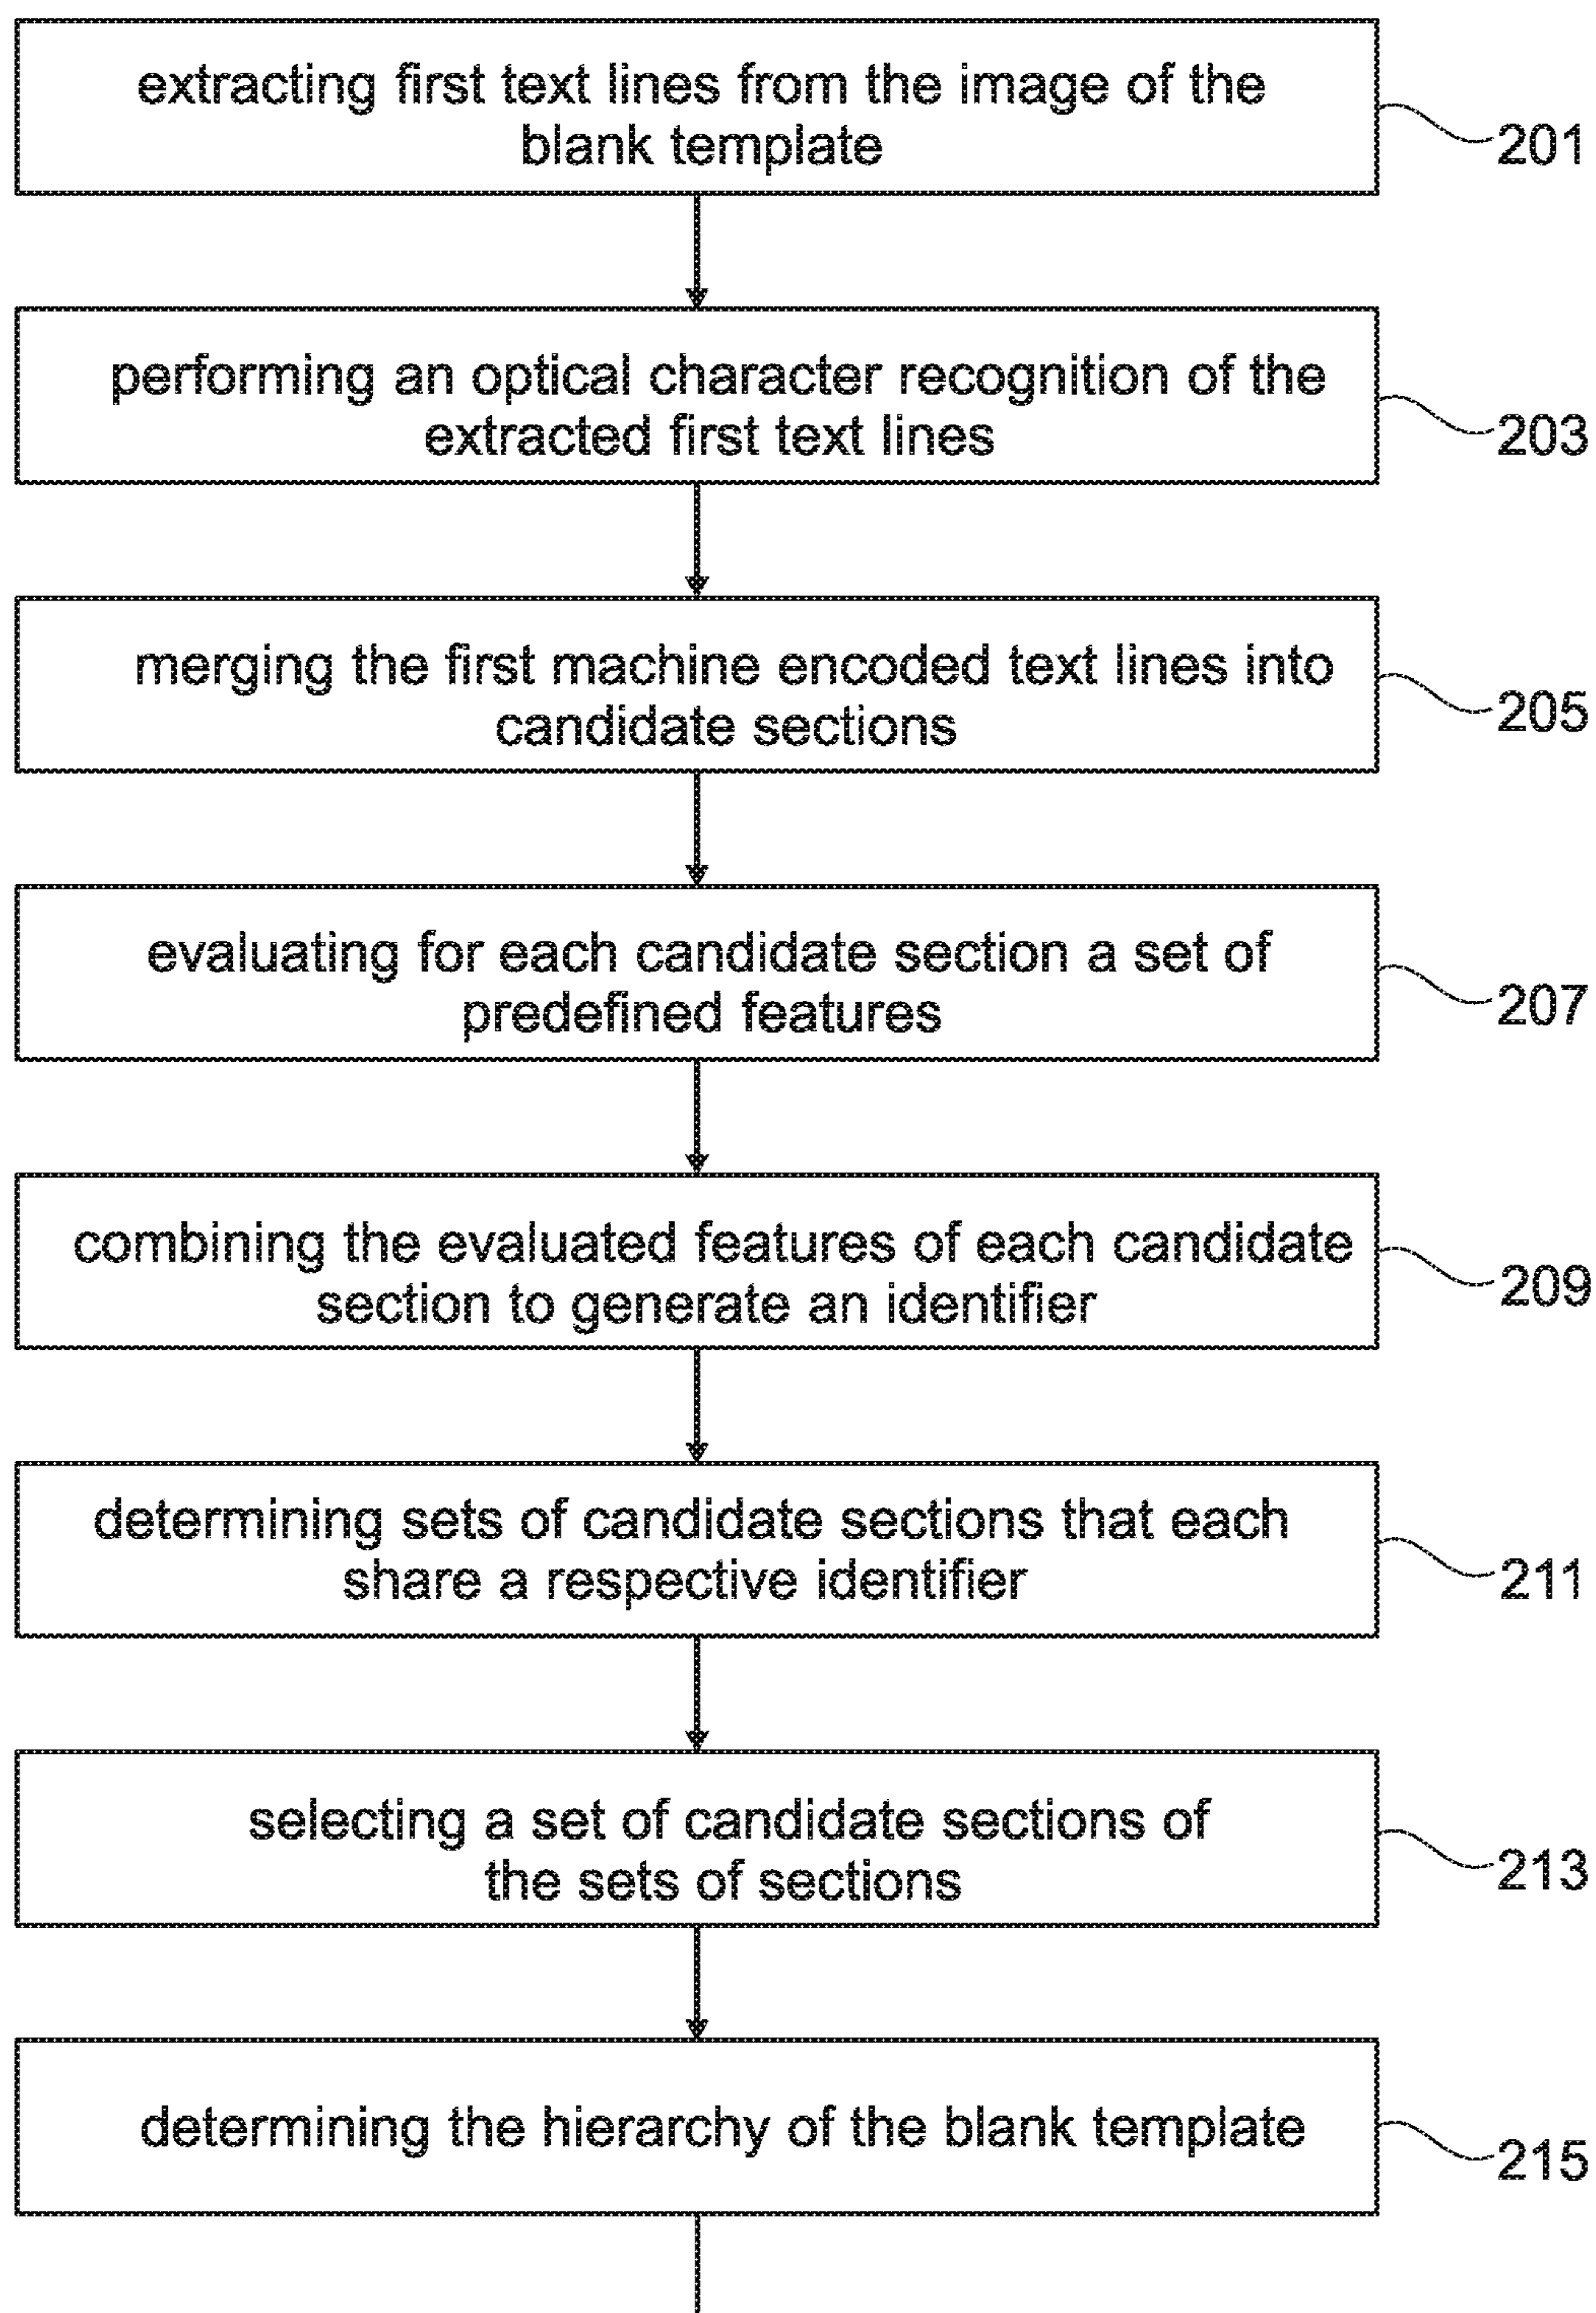 extracting first text lines from the image of the
blank template
201
performing an optical character recognition of the
extracted first text lines
203
merging the first machine encoded text lines into
candidate sections
205
evaluating for each candidate section a set of
predefined features
207
combining the evaluated features of each candidate
section to generate an identifier
209
determining sets of candidate sections that each
share a respective identifier
211
selecting a set of candidate sections of
the sets of sections
213
determining the hierarchy of the blank template
215